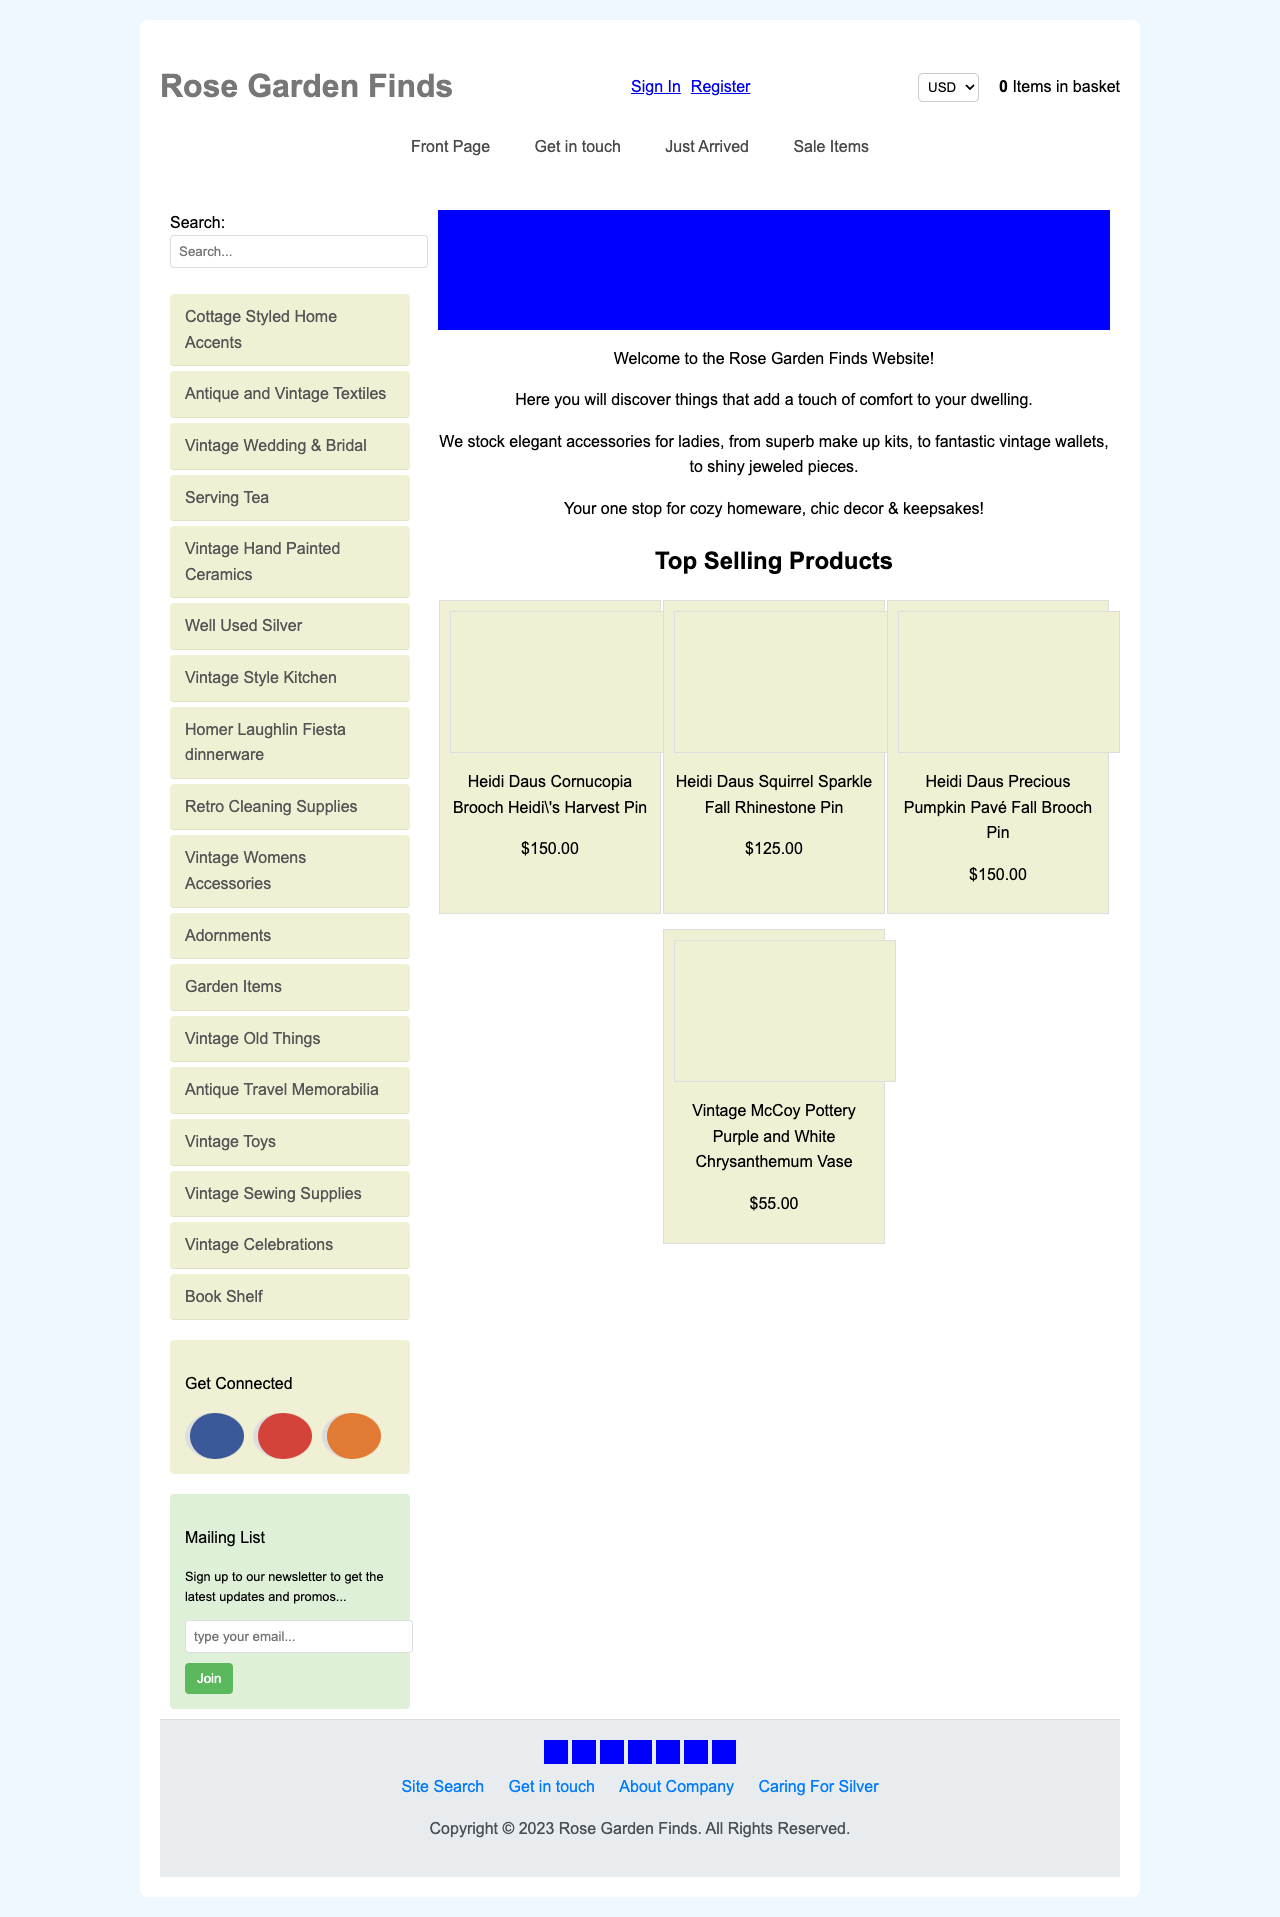 Rose Garden Finds
Sign In Register
USD
0 Items in basket
Front Page Get in touch Just Arrived Sale Items
Search:
Search...
Cottage Styled Home
Accents
Antique and Vintage Textiles
Vintage Wedding & Bridal
Serving Tea
Vintage Hand Painted
Ceramics
Well Used Silver
Vintage Style Kitchen
Homer Laughlin Fiesta
dinnerware
Retro Cleaning Supplies
Vintage Womens
Accessories
Adornments
Garden Items
Vintage Old Things
Antique Travel Memorabilia
Vintage Toys
Vintage Sewing Supplies
Vintage Celebrations
Book Shelf
Get Connected
Mailing List
Sign up to our newsletter to get the
latest updates and promos...
type your email...
Join
Welcome to the Rose Garden Finds Website!
Here you will discover things that add a touch of comfort to your dwelling.
We stock elegant accessories for ladies, from superb make up kits, to fantastic vintage wallets,
to shiny jeweled pieces.
Your one stop for cozy homeware, chic decor & keepsakes!
Top Selling Products
Heidi Daus Cornucopia
Brooch Heidi\'s Harvest Pin
$150.00
Heidi Daus Squirrel Sparkle
Fall Rhinestone Pin
$125.00
Heidi Daus Precious
Pumpkin Pavé Fall Brooch
Pin
$150.00
Vintage McCoy Pottery
Purple and White
Chrysanthemum Vase
$55.00
Site Search Get in touch About Company Caring For Silver
Copyright © 2023 Rose Garden Finds. All Rights Reserved.